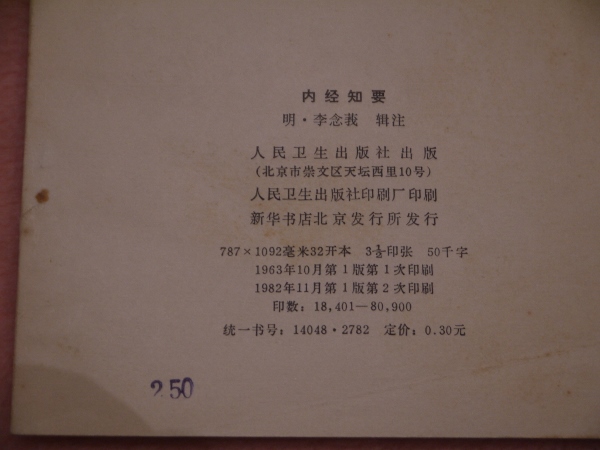 内经知要
明·李念莪 辑注
人民卫生出版社出版
(北京市崇文区天坛西里10号)
人民卫生出版社印刷厂印刷
新华书店北京发行所发行
787×1092毫米32开本 3½印张 50千字
1963年10月第1版第1次印刷
1982年11月第1版第2次印刷
印数：18,401—80,900
统一书号：14048·2782 定价：0.30元
2.50